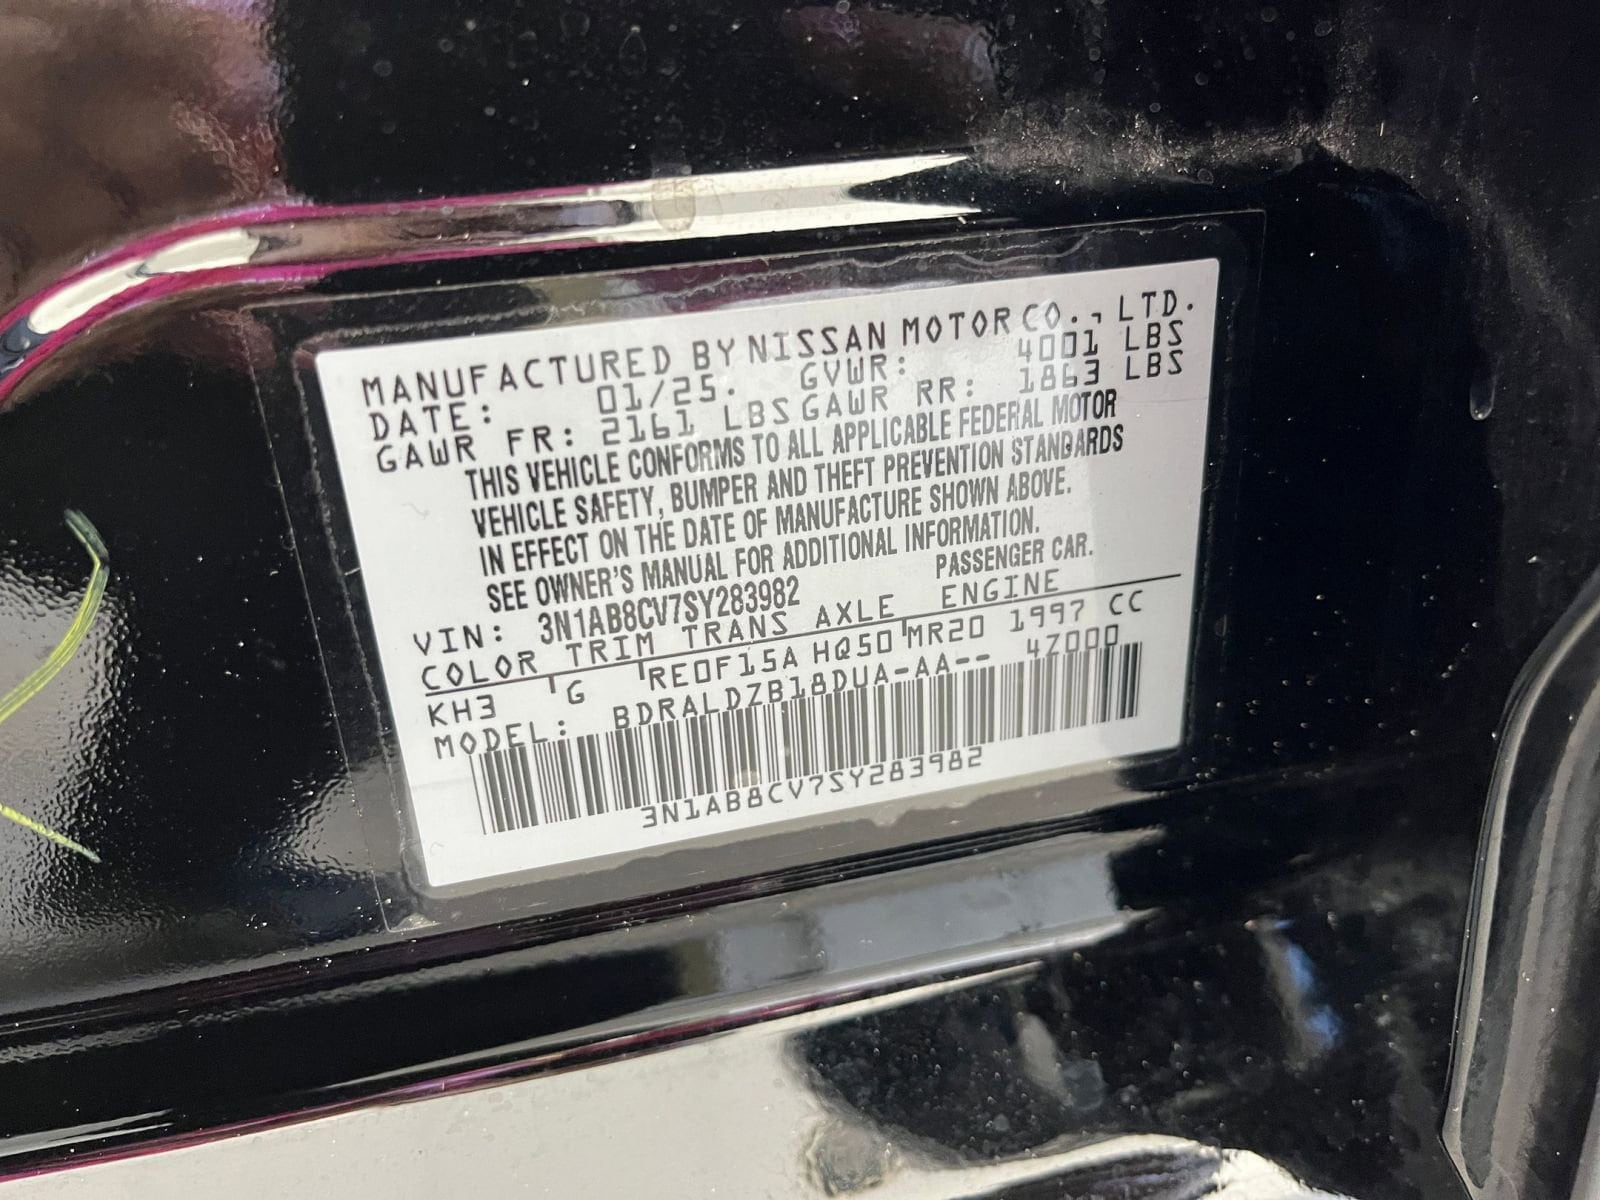 MANUFACTURED BY NISSAN MOTOR CO., LTD.
DATE: 01/25. GVWR: 4001 LBS
GAWR FR: 2161 LBS GAWR RR: 1863 LBS
THIS VEHICLE CONFORMS TO ALL APPLICABLE FEDERAL MOTOR
VEHICLE SAFETY, BUMPER AND THEFT PREVENTION STANDARDS
IN EFFECT ON THE DATE OF MANUFACTURE SHOWN ABOVE.
SEE OWNER'S MANUAL FOR ADDITIONAL INFORMATION.
VIN: 3N1AB8CV7SY283982 PASSENGER CAR.
COLOR TRIM TRANS AXLE ENGINE
KH3 G RE0F15A HQ50 MR20 1997 CC
MODEL: BDRALDZB18DUA-AA-- 4Z000
3N1AB8CV7SY283982